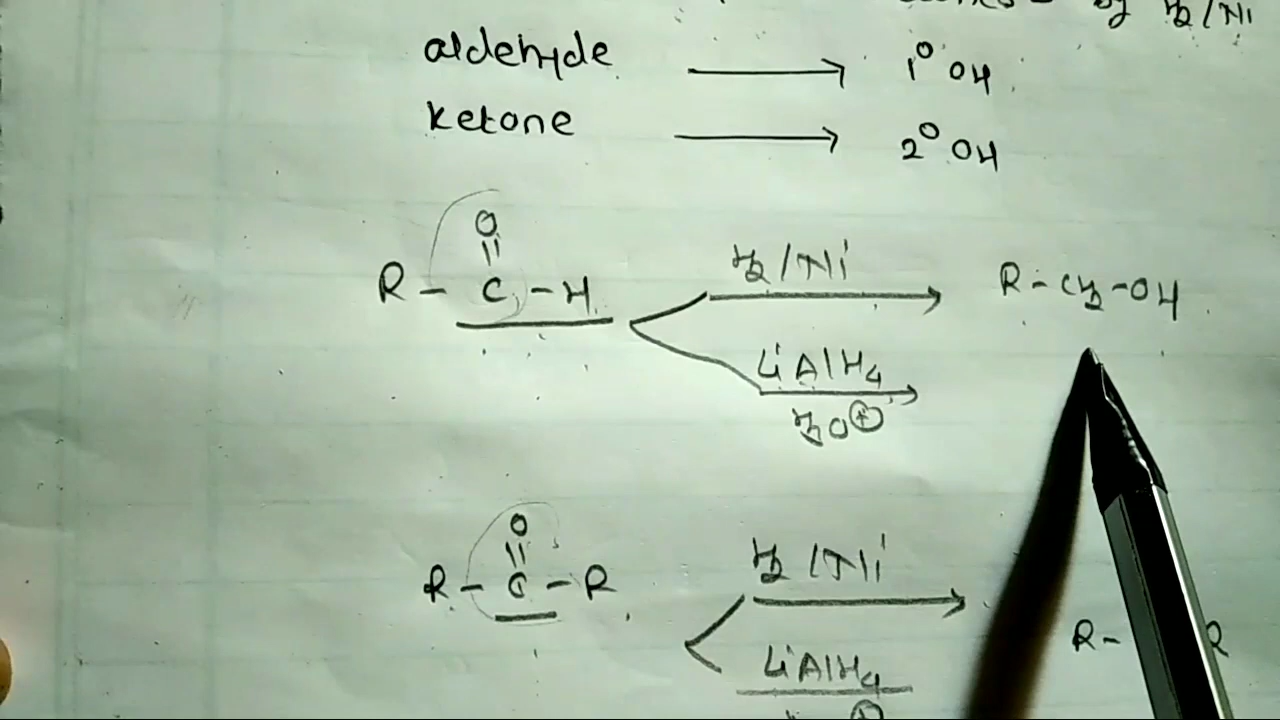 by H2/Ni
aldehyde ⟶ 1° OH
ketone ⟶ 2° OH
O
||
R - C - H
H2/Ni
R - CH2 - OH
LiAlH4
H3O⊕
O
||
R - C - R
H2/Ni
R - R
LiAlH4